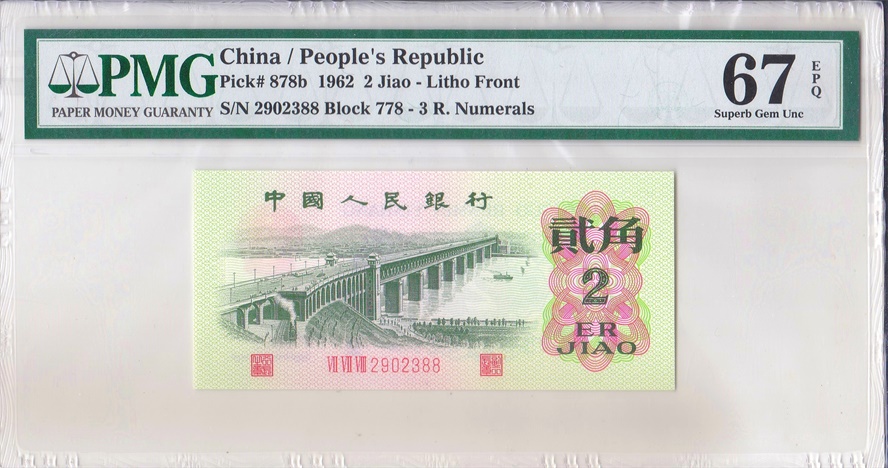 PMG
PAPER MONEY GUARANTY
China / People's Republic
Pick# 878b 1962 2 Jiao - Litho Front
S/N 2902388 Block 778 - 3 R. Numerals
67 EPQ
Superb Gem Unc
中國人民銀行
貳角
2
ER
JIAO
VII VII VIII 2902388